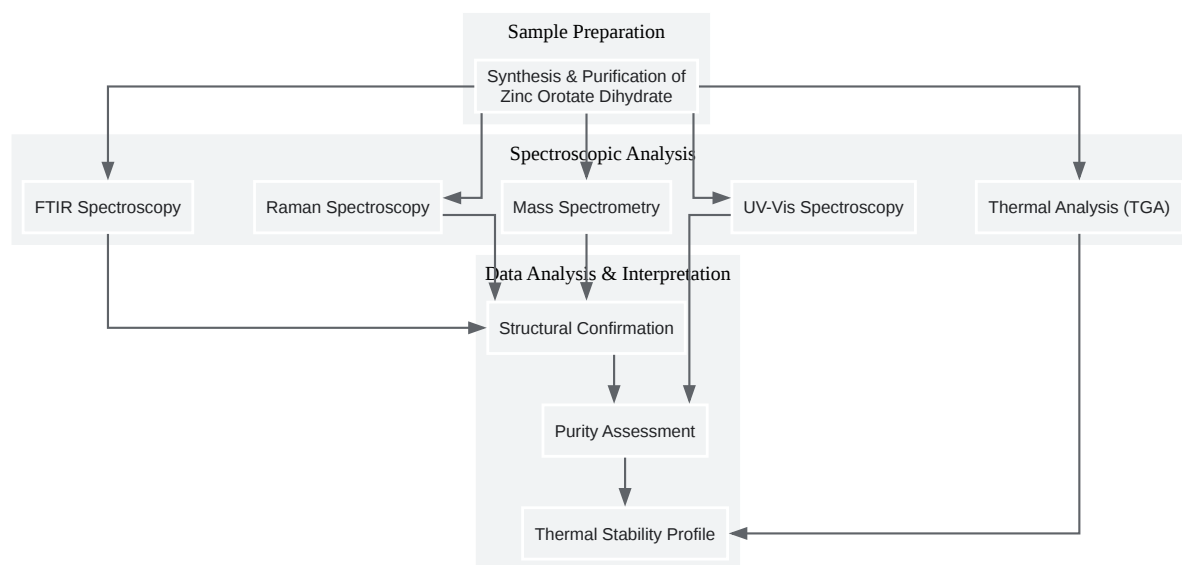 Sample Preparation
Synthesis & Purification of
Zinc Orotate Dihydrate
Spectroscopic Analysis
FTIR Spectroscopy
Raman Spectroscopy
Mass Spectrometry
UV-Vis Spectroscopy
Thermal Analysis (TGA)
Data Analysis & Interpretation
Structural Confirmation
Purity Assessment
Thermal Stability Profile